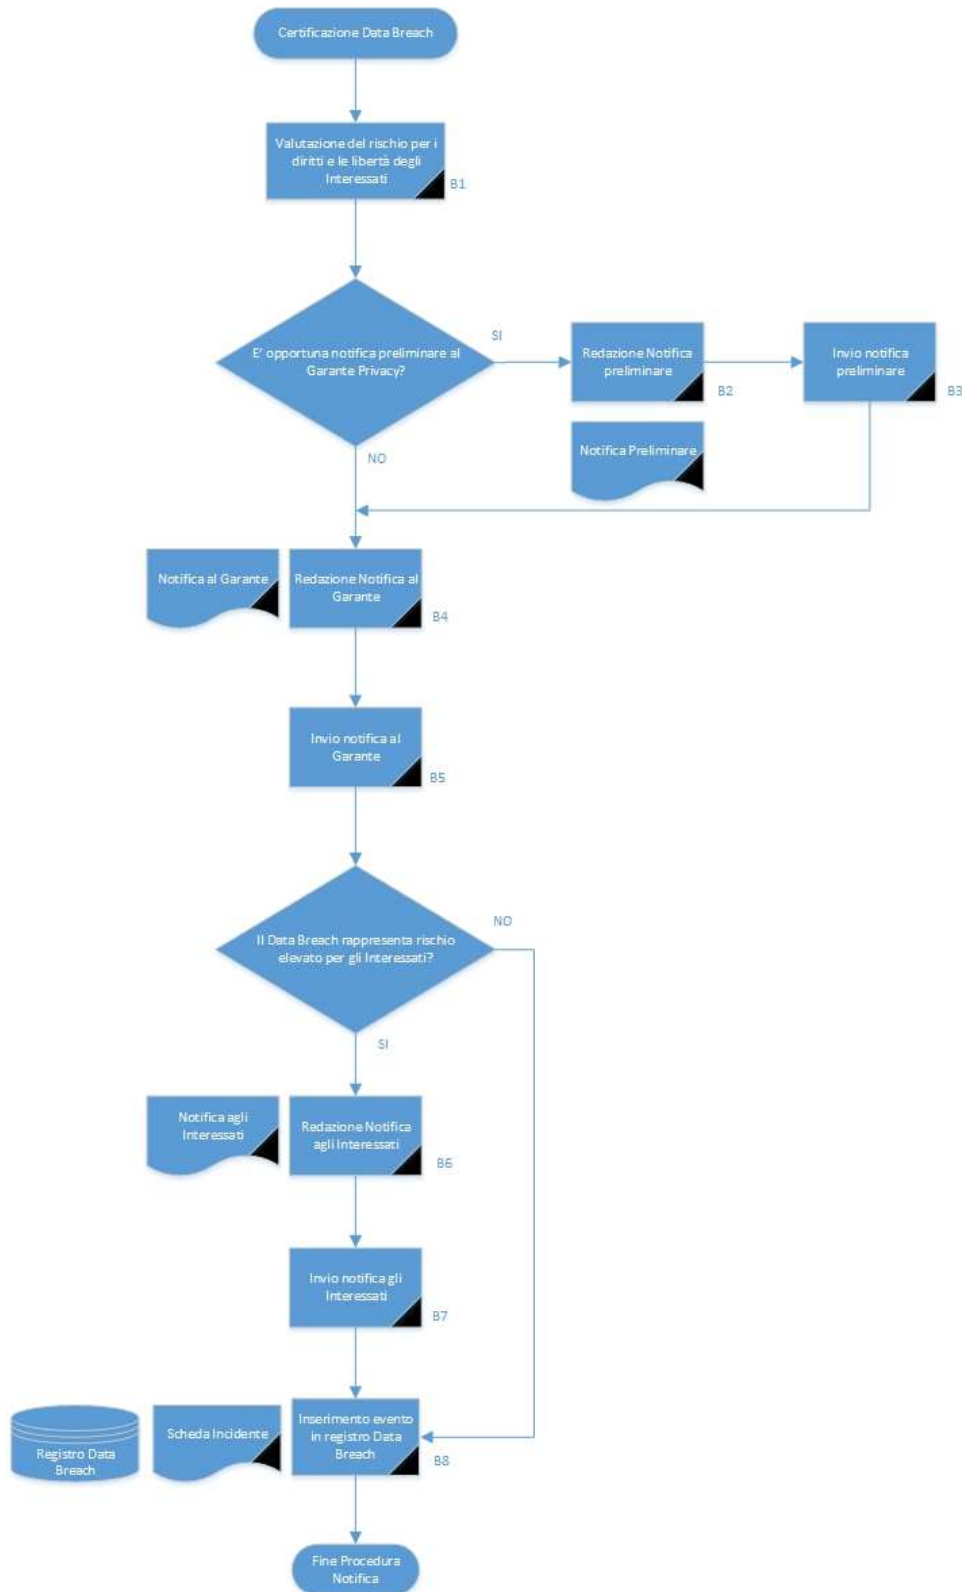 Certificazione Data Breach
Valutazione del rischio per i
diritti e le libertà degli
Interessati
B1
E' opportuna notifica preliminare al
Garante Privacy?
SI
Redazione Notifica
preliminare
B2
Invio notifica
preliminare
B3
NO
Notifica Preliminare
Notifica al Garante
Redazione Notifica al
Garante
B4
Invio notifica al
Garante
B5
NO
Il Data Breach rappresenta rischio
elevato per gli Interessati?
SI
Notifica agli
Interessati
Redazione Notifica
agli Interessati
B6
Invio notifica gli
Interessati
B7
Registro Data
Breach
Scheda Incidente
Inserimento evento
in registro Data
Breach
B8
Fine Procedura
Notifica